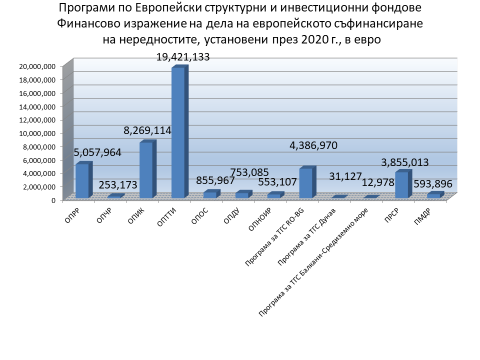 Програми по Европейски структурни и инвестиционни фондове
Финансово изражение на дела на европейското съфинансиране
на нередностите, установени през 2020 г., в евро
20,000,000
18,000,000
16,000,000
14,000,000
12,000,000
10,000,000
8,000,000
6,000,000
4,000,000
2,000,000
0
5,057,964
253,173
8,269,114
19,421,133
855,967
753,085
553,107
4,386,970
31,127
12,978
3,855,013
593,896
ОПРР
ОПЧР
ОПИК
ОПТТИ
ОПОС
ОПДУ
ОПНОИР
Програма за ТГС RO-BG
Програма за ТГС Дунав
Програма за ТГС Балкани-Средиземно море
ПРСР
ПМДР